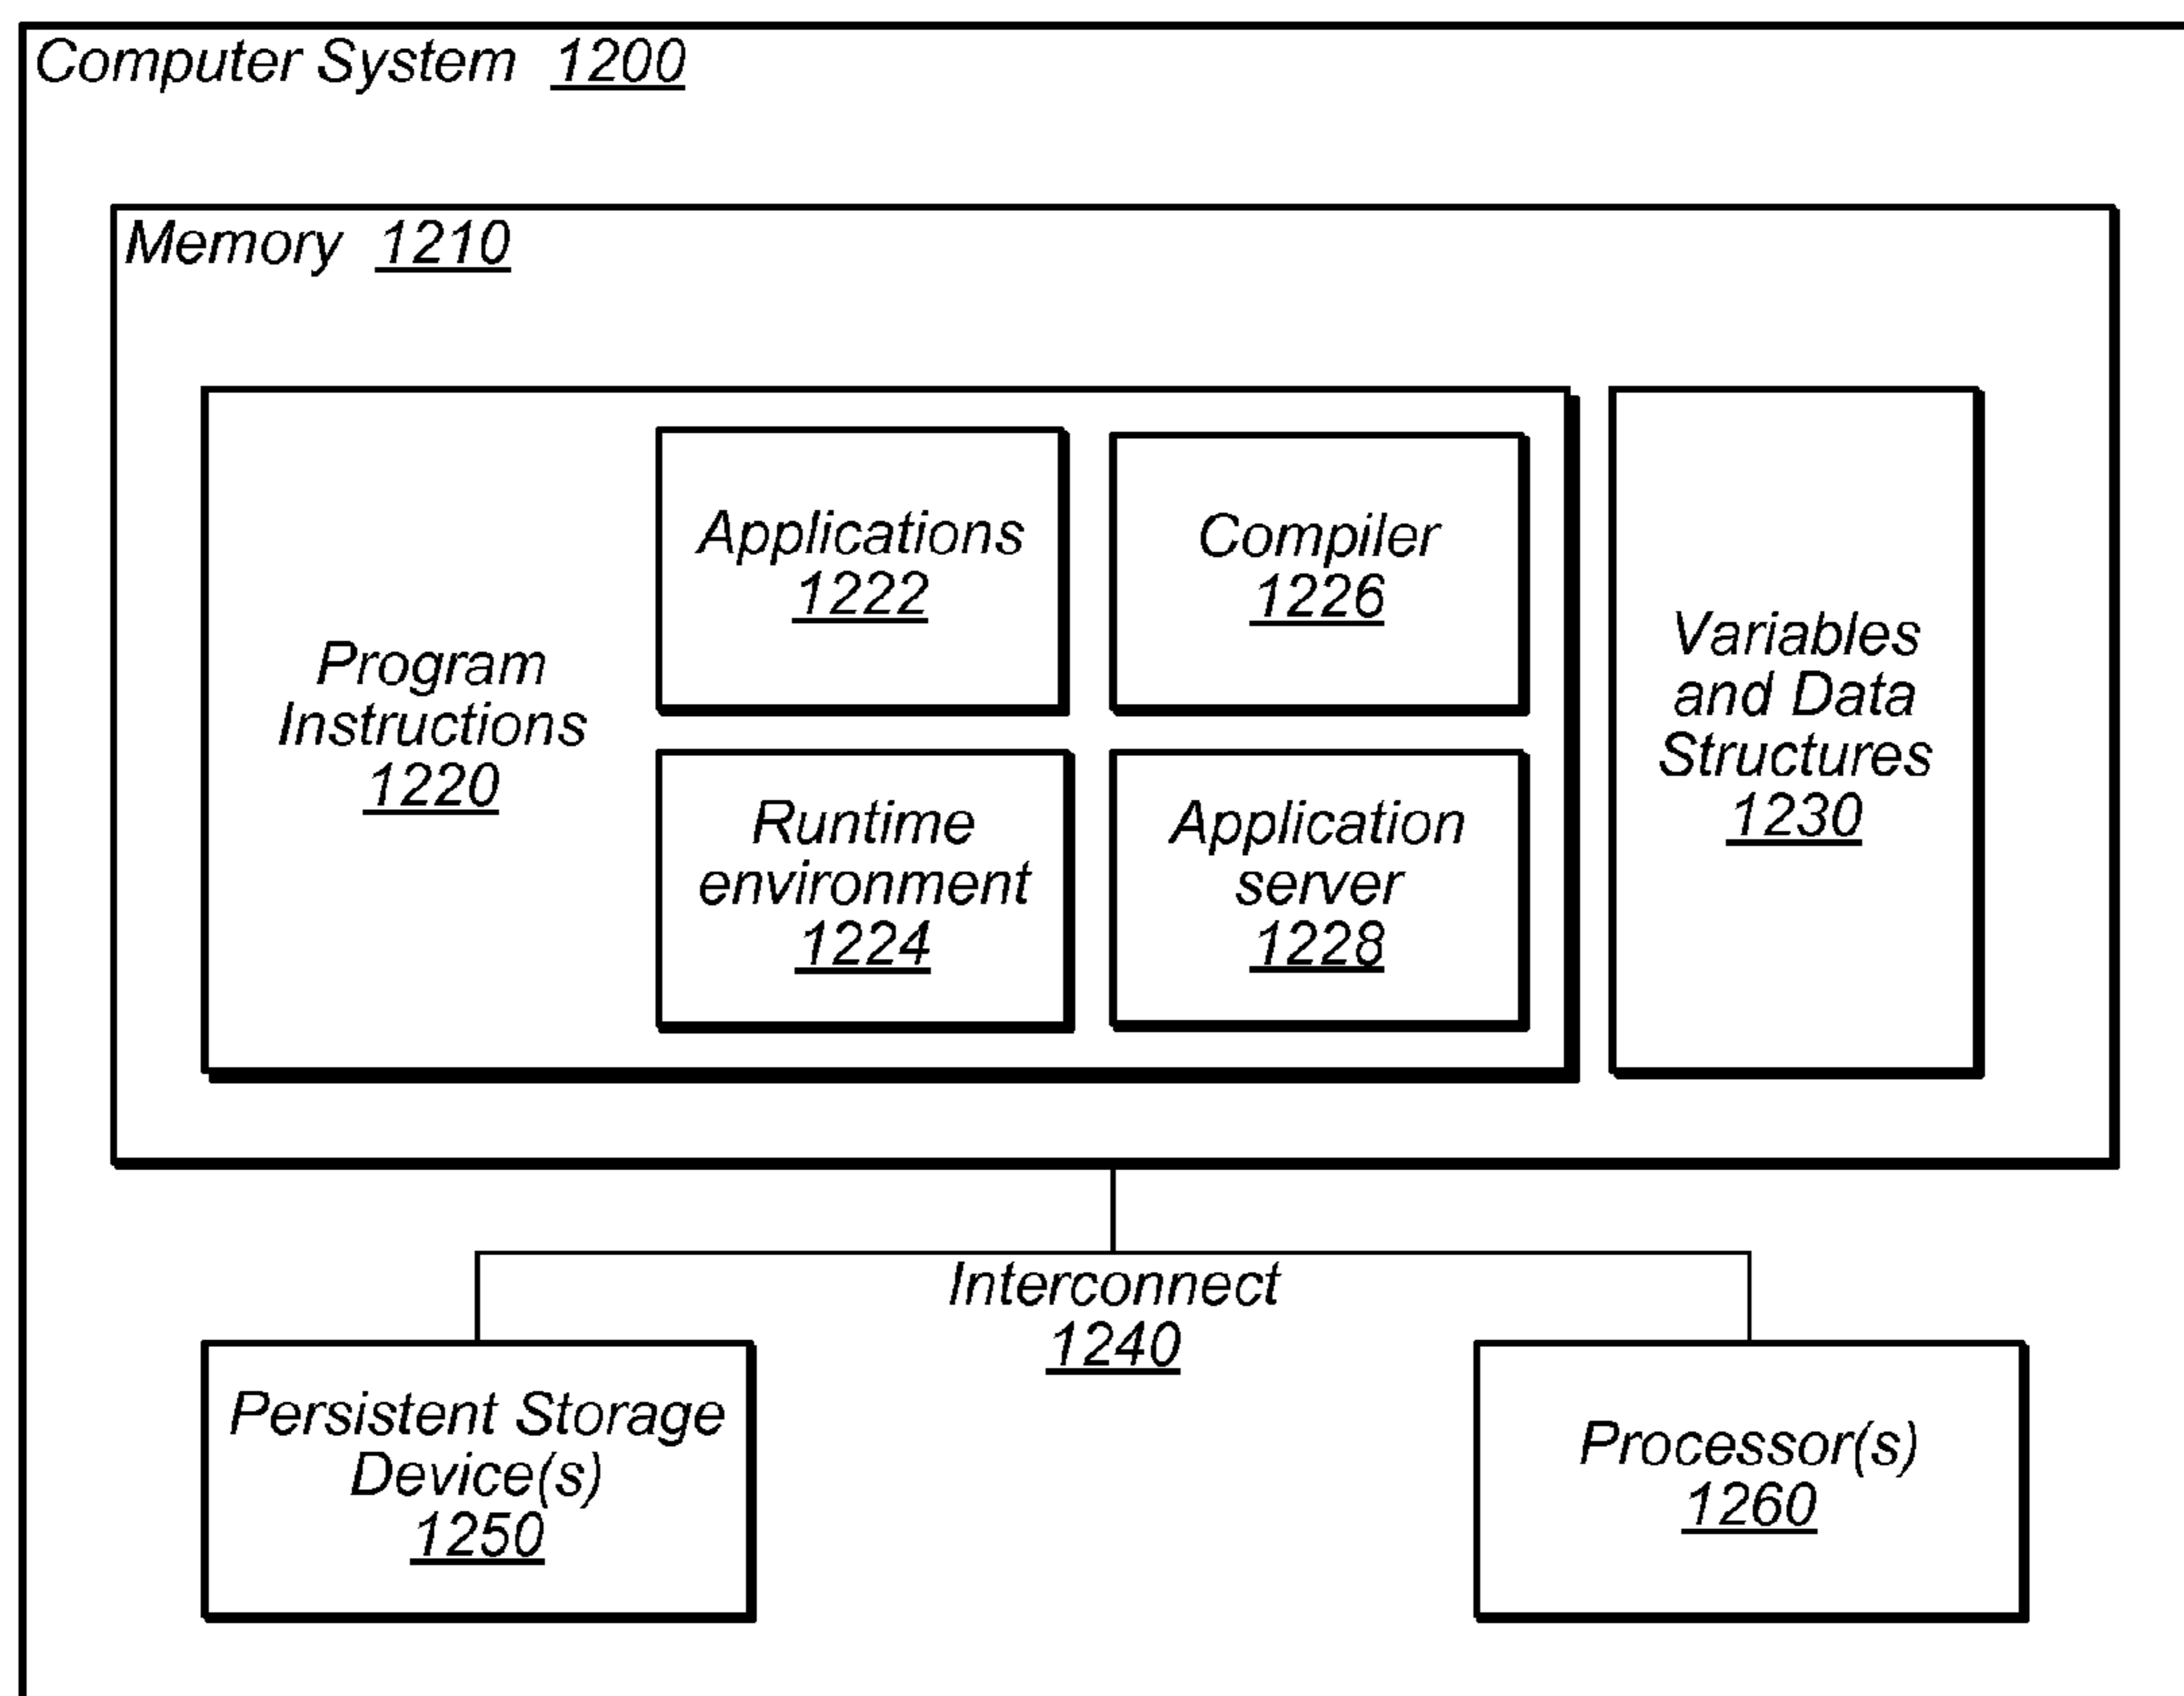 Computer System 1200
Memory 1210
Program
Instructions
1220
Applications
1222
Compiler
1226
Runtime
environment
1224
Application
server
1228
Variables
and Data
Structures
1230
Interconnect
1240
Persistent Storage
Device(s)
1250
Processor(s)
1260